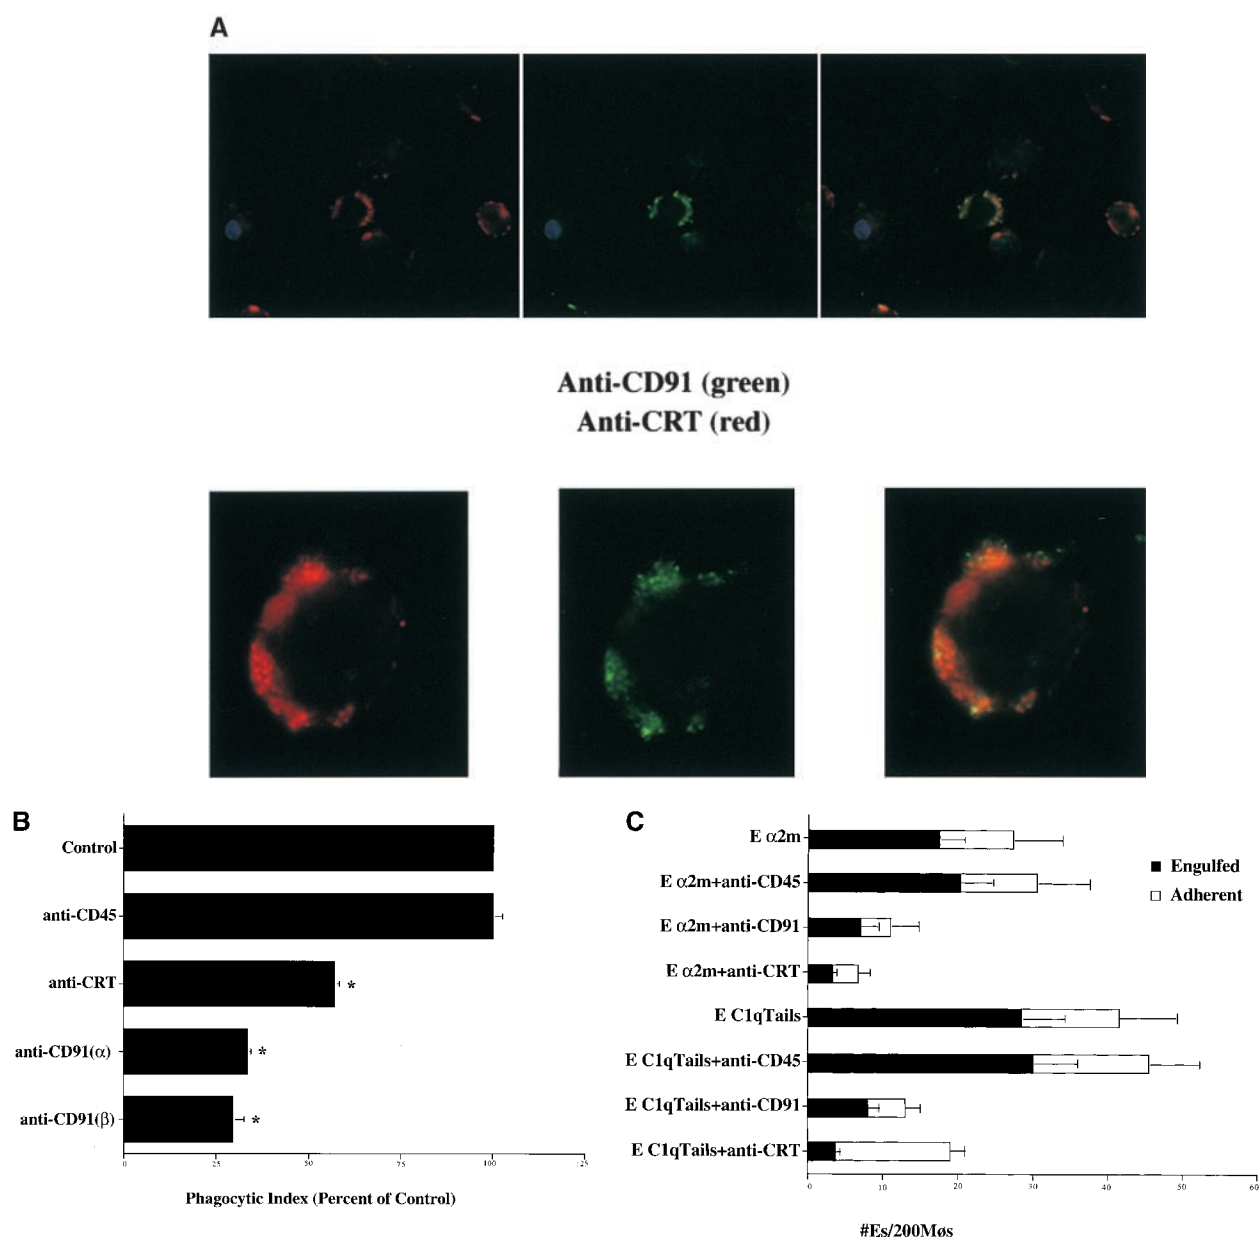 A
Anti-CD91 (green)
Anti-CRT (red)
B
Control
anti-CD45
anti-CRT
*
anti-CD91(α)
*
anti-CD91(β)
*
0 25 50 75 100 125
Phagocytic Index (Percent of Control)
C
E α2m
E α2m+anti-CD45
E α2m+anti-CD91
E α2m+anti-CRT
E C1qTails
E C1qTails+anti-CD45
E C1qTails+anti-CD91
E C1qTails+anti-CRT
Engulfed
Adherent
0 10 20 30 40 50 60
#Es/200Møs